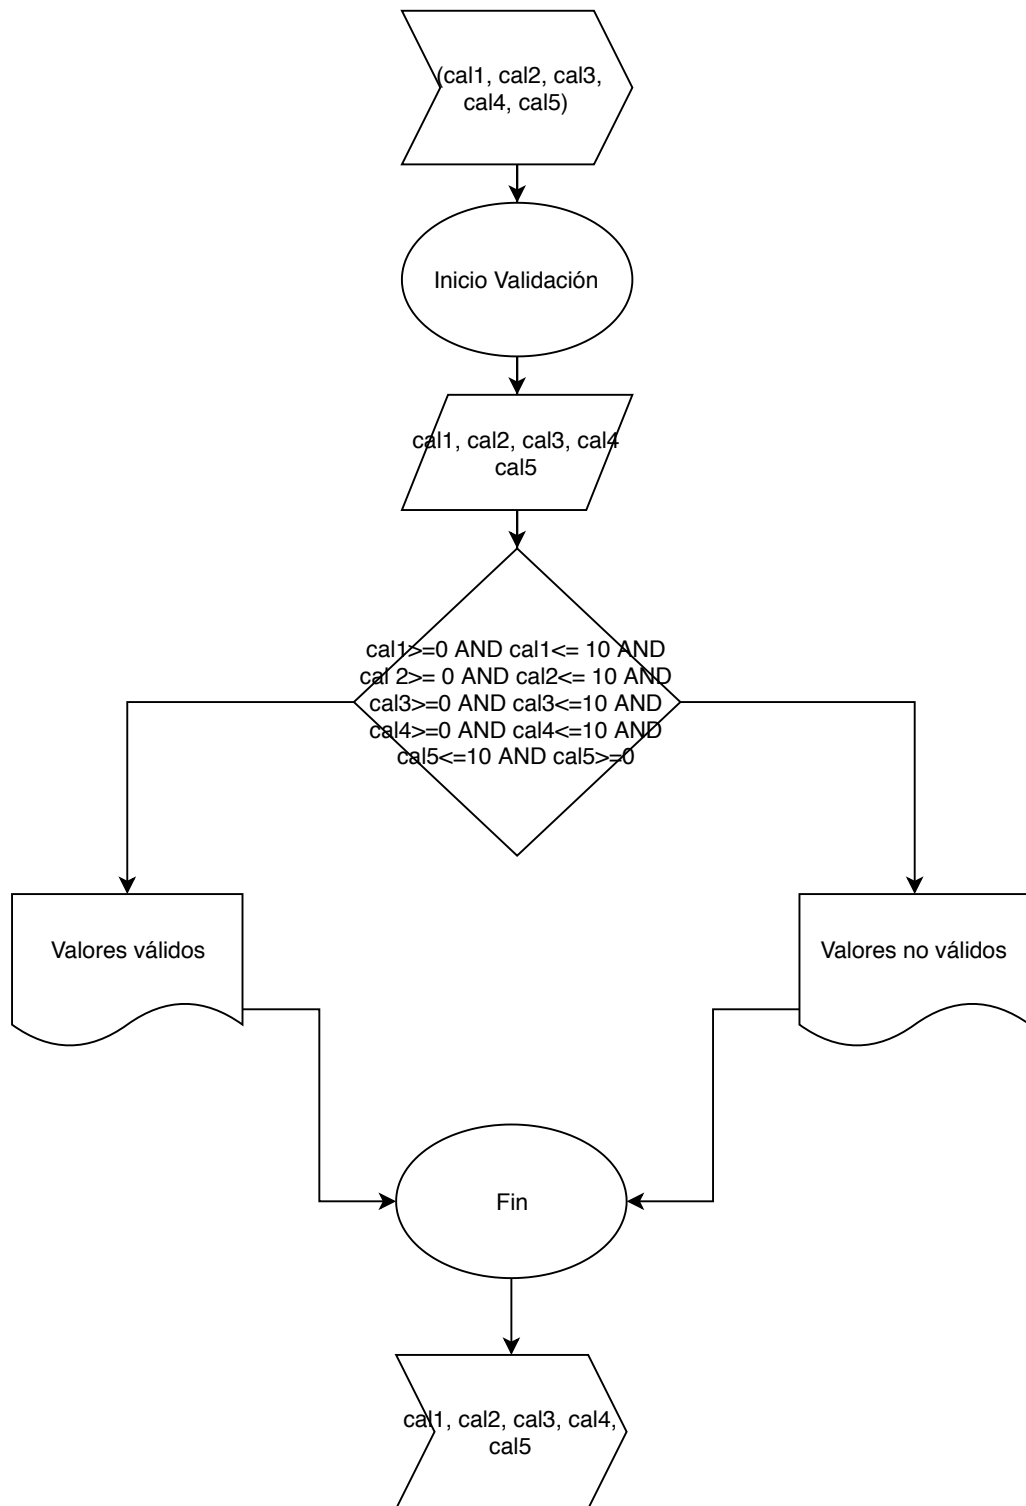 (cal1, cal2, cal3,
cal4, cal5)
Inicio Validación
cal1, cal2, cal3, cal4
cal5
cal1>=0 AND cal1<= 10 AND
cal 2>= 0 AND cal2<= 10 AND
cal3>=0 AND cal3<=10 AND
cal4>=0 AND cal4<=10 AND
cal5<=10 AND cal5>=0
Valores válidos
Valores no válidos
Fin
cal1, cal2, cal3, cal4,
cal5